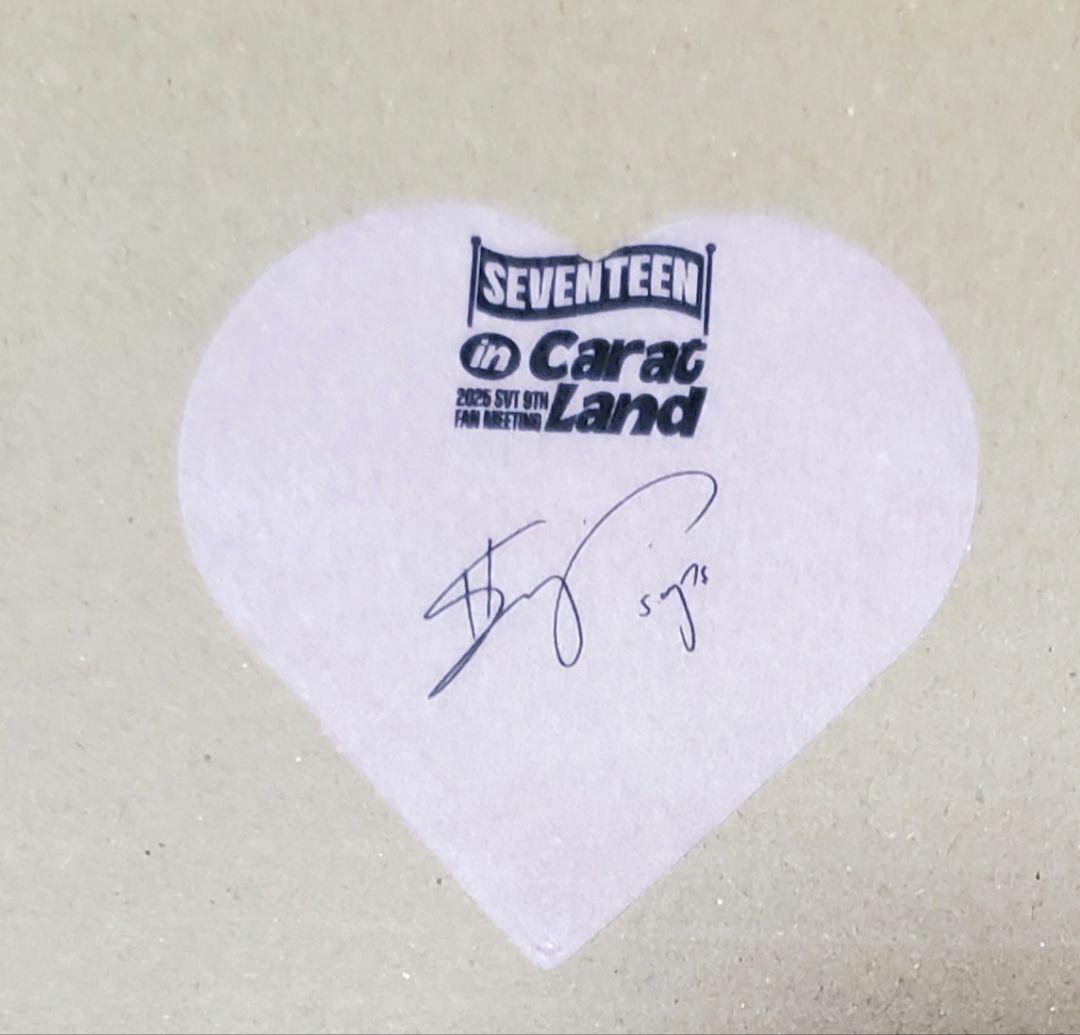 SEVENTEEN
in Carat
2025 SVT 9TH
FAN MEETING
Land